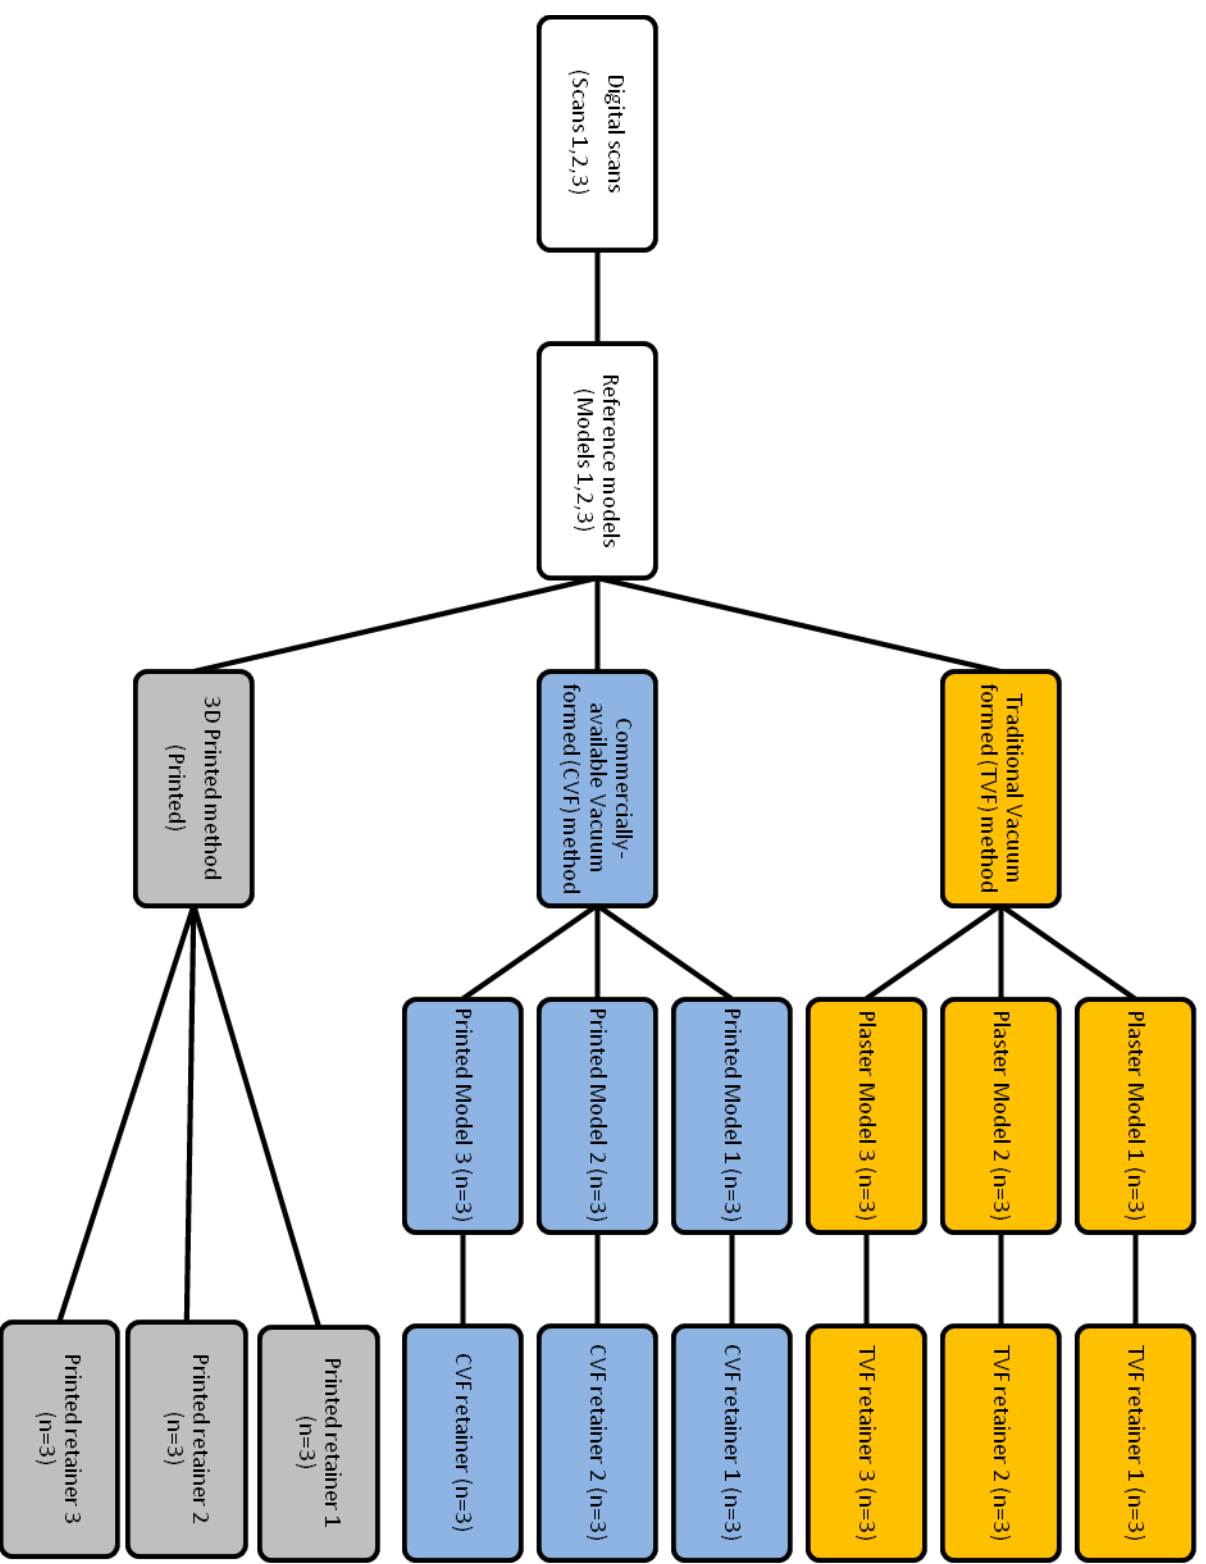 Digital scans
(Scans 1,2,3)
Reference models
(Models 1,2,3)
Traditional Vacuum
formed (TVF) method
Commercially-
available Vacuum
formed (CVF) method
3D Printed method
(Printed)
Plaster Model 1 (n=3)
Plaster Model 2 (n=3)
Plaster Model 3 (n=3)
Printed Model 1 (n=3)
Printed Model 2 (n=3)
Printed Model 3 (n=3)
TVF retainer 1 (n=3)
TVF retainer 2 (n=3)
TVF retainer 3 (n=3)
CVF retainer 1 (n=3)
CVF retainer 2 (n=3)
CVF retainer (n=3)
Printed retainer 1
(n=3)
Printed retainer 2
(n=3)
Printed retainer 3
(n=3)